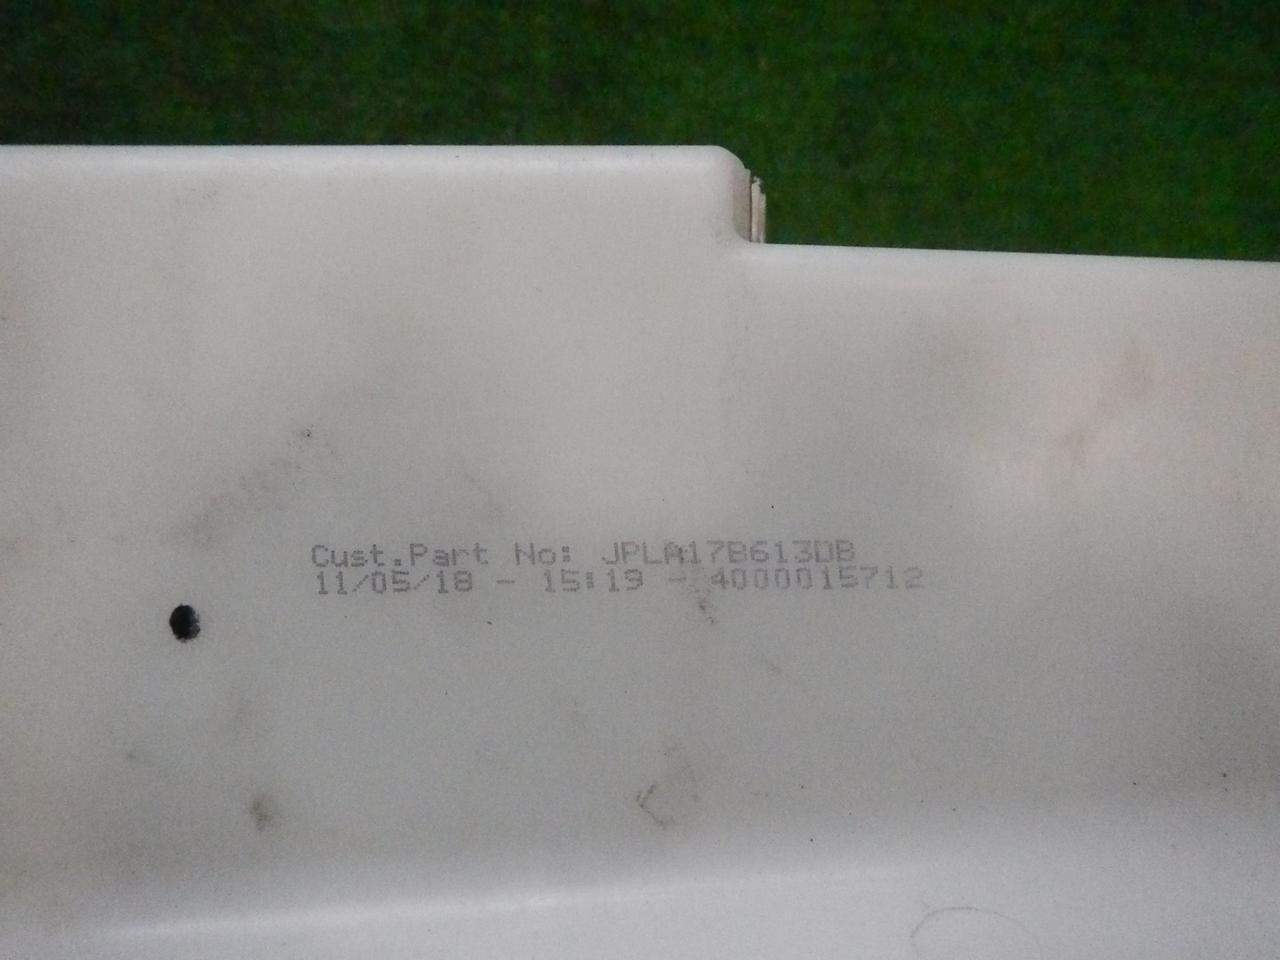 Cust.Part No: JPLA17B613DB
11/05/18 - 15:19 - 4000015712